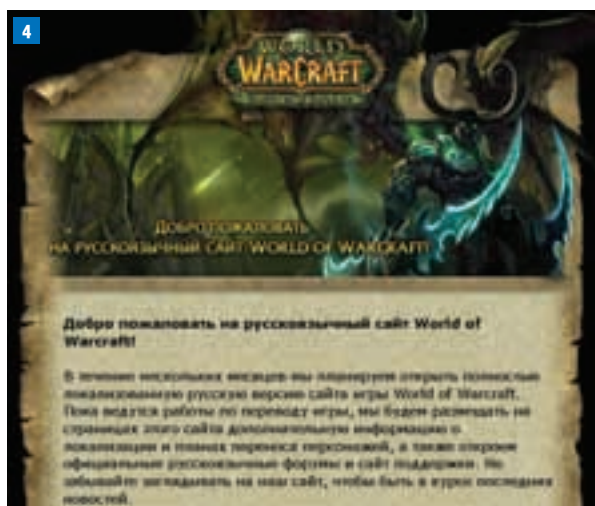 4
WORLD
WARCRAFT
ДОБРО ПОЖАЛОВАТЬ
НА РУССКОЯЗЫЧНЫЙ САЙТ WORLD OF WARCRAFT!
Добро пожаловать на русскоязычный сайт World of
Warcraft!
В течение нескольких месяцев мы планируем открыть полностью
локализованную русскую версию сайта игры World of Warcraft.
Пока ведутся работы по переводу игры, мы будем размещать на
страницах этого сайта дополнительную информацию о
локализации и планах переноса персонажей, а также откроем
официальные русскоязычные форумы и сайт поддержки. Не
забывайте заглядывать на наш сайт, чтобы быть в курсе последних
новостей.